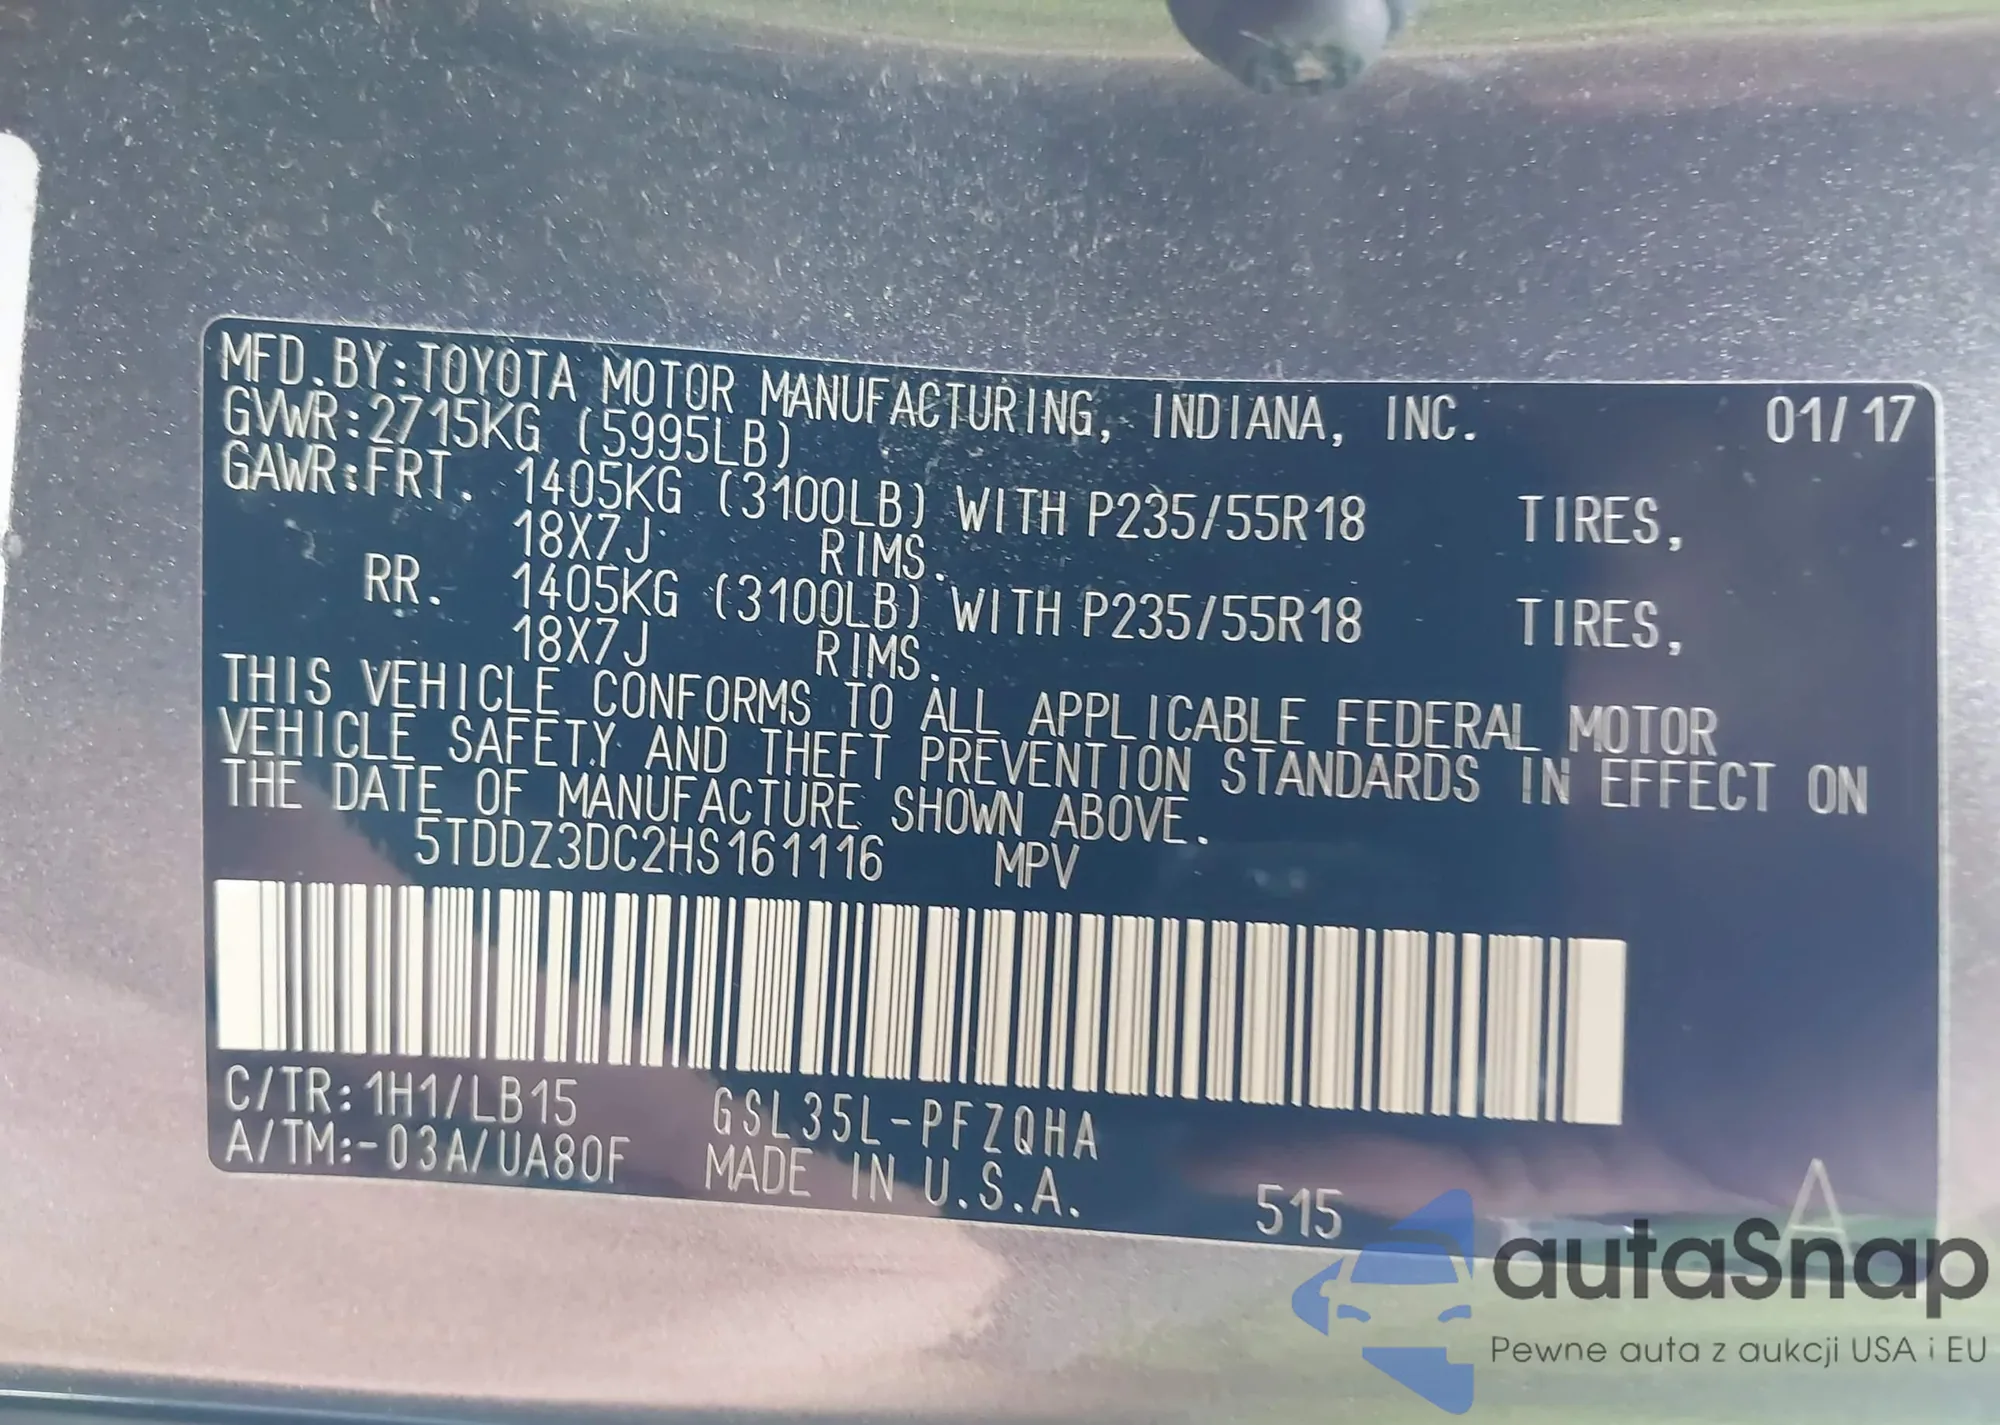 MFD.BY:TOYOTA MOTOR MANUFACTURING, INDIANA, INC. 01/17
GVWR:2715KG (5995LB)
GAWR:FRT. 1405KG (3100LB) WITH P235/55R18 TIRES,
18X7J RIMS.
RR. 1405KG (3100LB) WITH P235/55R18 TIRES,
18X7J RIMS.
THIS VEHICLE CONFORMS TO ALL APPLICABLE FEDERAL MOTOR
VEHICLE SAFETY AND THEFT PREVENTION STANDARDS IN EFFECT ON
THE DATE OF MANUFACTURE SHOWN ABOVE.
5TDDZ3DC2HS161116 MPV
C/TR:1H1/LB15 GSL35L-PFZQHA
A/TM:-03A/UA80F MADE IN U.S.A. 515 A
autaSnap
Pewne auta z aukcji USA i EU